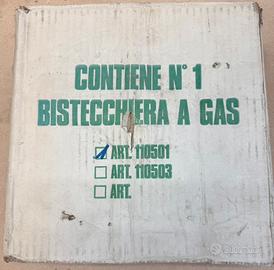 CONTIENE N° 1
BISTECCHIERA A GAS
ART. 110501
ART. 110503
ART.